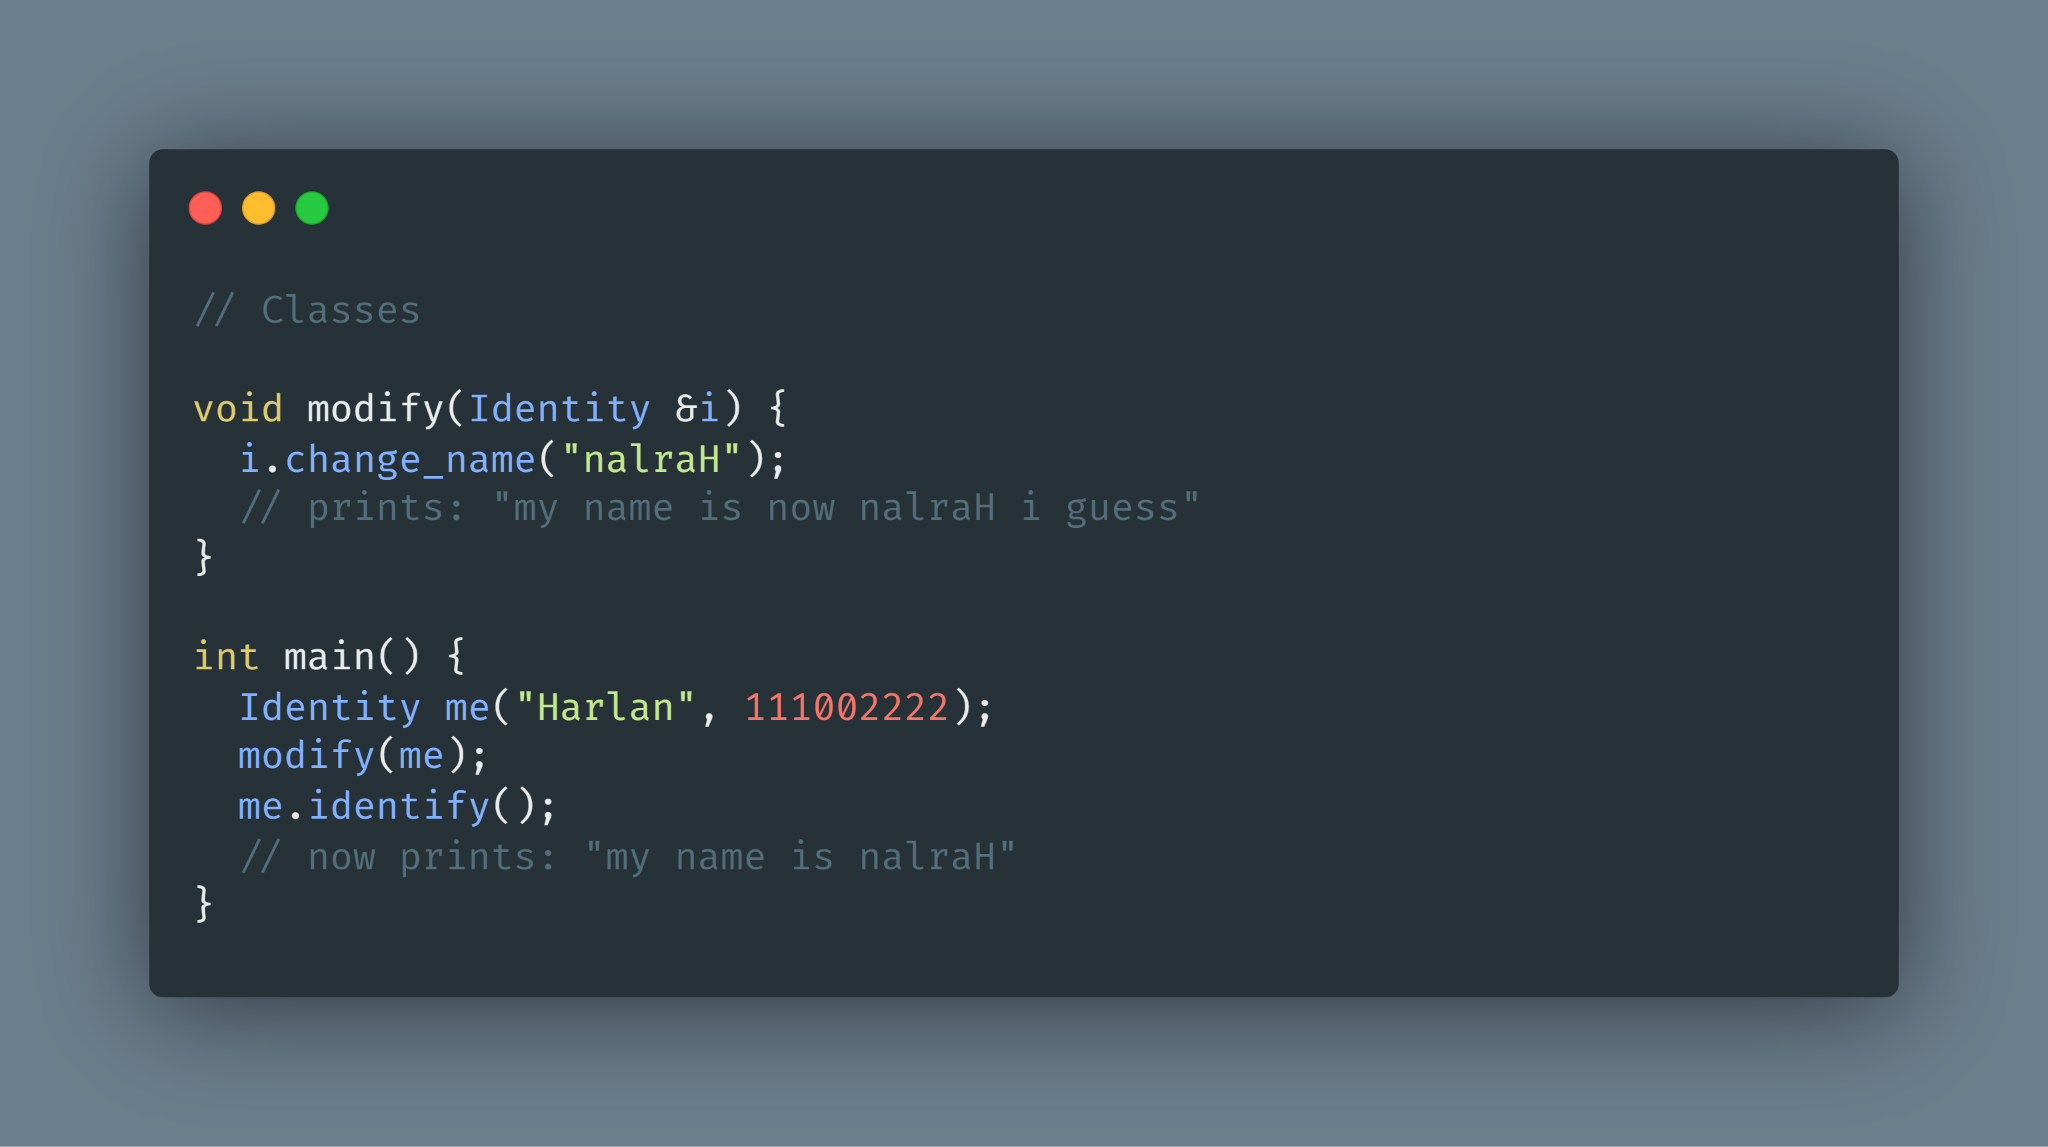 // Classes
void modify(Identity &i) {
  i.change_name("nalraH");
  // prints: "my name is now nalraH i guess"
}
int main() {
  Identity me("Harlan", 111002222);
  modify(me);
  me.identify();
  // now prints: "my name is nalraH"
}